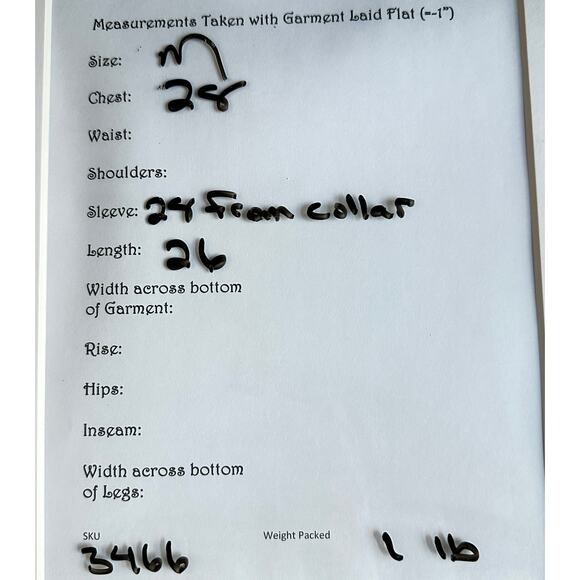 Measurements Taken with Garment Laid Flat (=-1")
Size: M
Chest: 28
Waist:
Shoulders:
Sleeve: 24 from collar
Length: 26
Width across bottom
of Garment:
Rise:
Hips:
Inseam:
Width across bottom
of Legs:
SKU Weight Packed
3466 1 lb